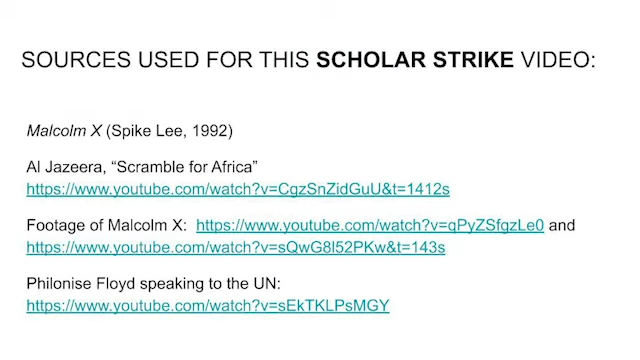 SOURCES USED FOR THIS SCHOLAR STRIKE VIDEO:
Malcolm X (Spike Lee, 1992)
Al Jazeera, “Scramble for Africa”
https://www.youtube.com/watch?v=CgzSnZidGuU&t=1412s
Footage of Malcolm X:  https://www.youtube.com/watch?v=qPyZSfgzLe0 and
https://www.youtube.com/watch?v=sQwG8l52PKw&t=143s
Philonise Floyd speaking to the UN:
https://www.youtube.com/watch?v=sEkTKLPsMGY